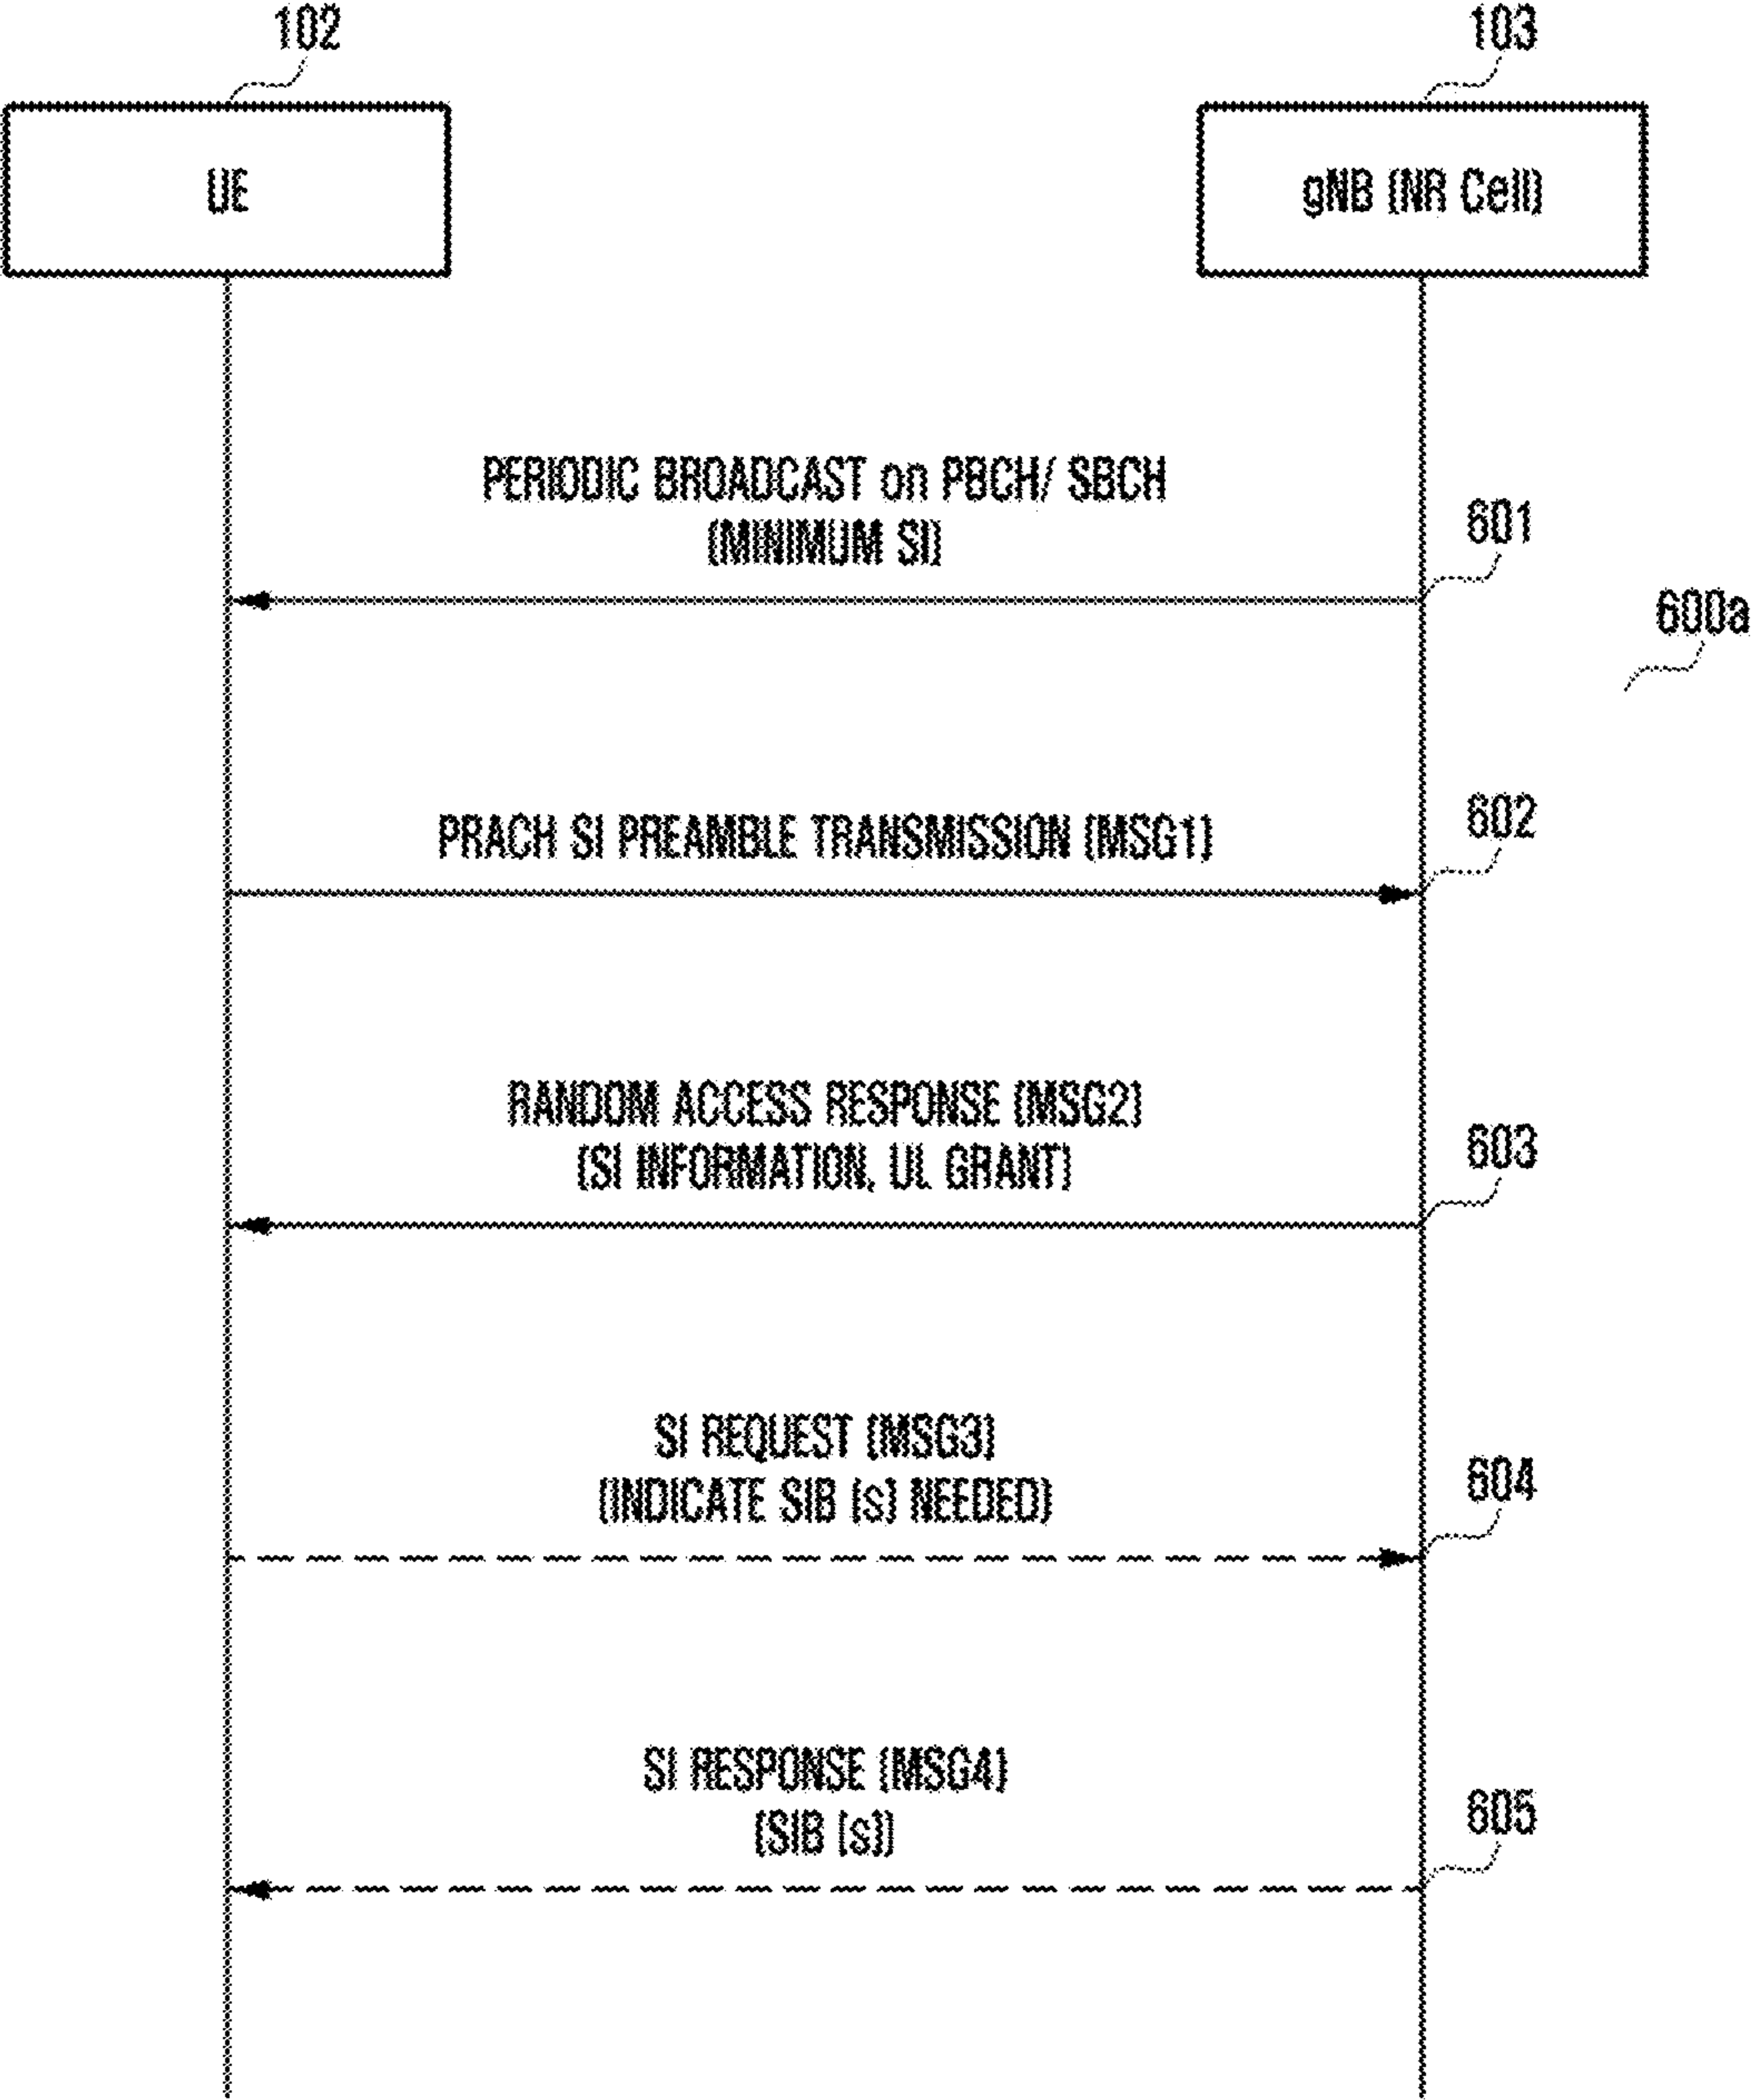 102
103
UE
gNB (NR Cell)
PERIODIC BROADCAST on PBCH/ SBCH
(MINIMUM SI)
601
600a
PRACH SI PREAMBLE TRANSMISSION (MSG1)
602
RANDOM ACCESS RESPONSE (MSG2)
(SI INFORMATION, UL GRANT)
603
SI REQUEST (MSG3)
(INDICATE SIB (s) NEEDED)
604
SI RESPONSE (MSG4)
(SIB (s))
605